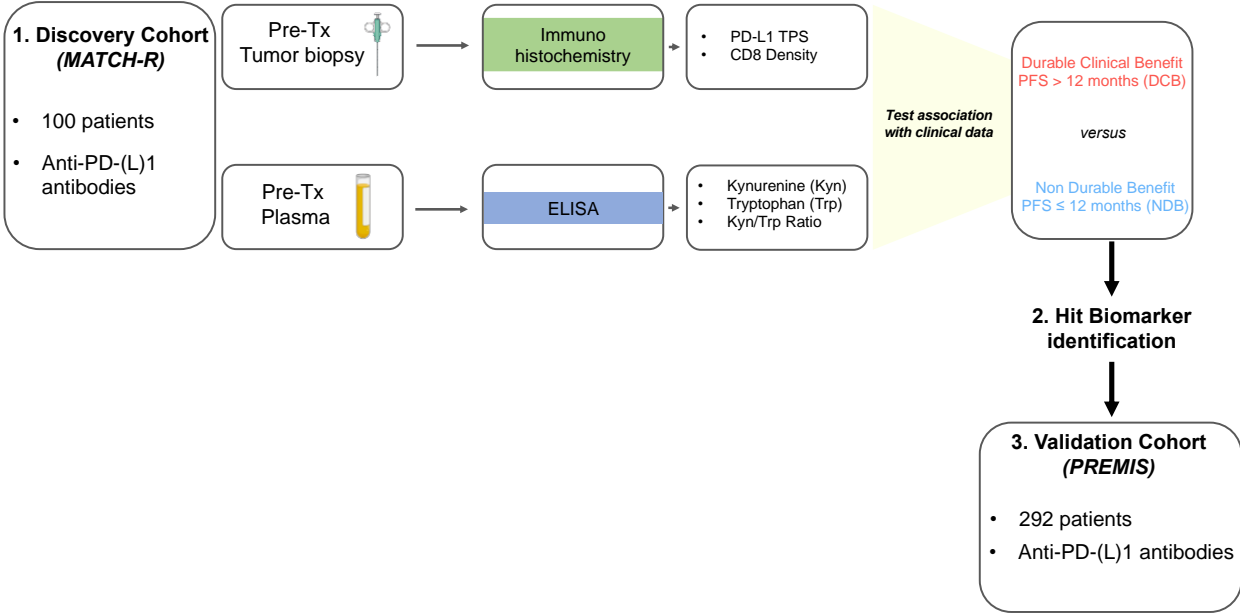 1. Discovery Cohort
(MATCH-R)
• 100 patients
• Anti-PD-(L)1
antibodies
Pre-Tx
Tumor biopsy
Immuno
histochemistry
• PD-L1 TPS
• CD8 Density
Pre-Tx
Plasma
ELISA
• Kynurenine (Kyn)
• Tryptophan (Trp)
• Kyn/Trp Ratio
Test association
with clinical data
Durable Clinical Benefit
PFS > 12 months (DCB)
versus
Non Durable Benefit
PFS ≤ 12 months (NDB)
2. Hit Biomarker
identification
3. Validation Cohort
(PREMIS)
• 292 patients
• Anti-PD-(L)1 antibodies